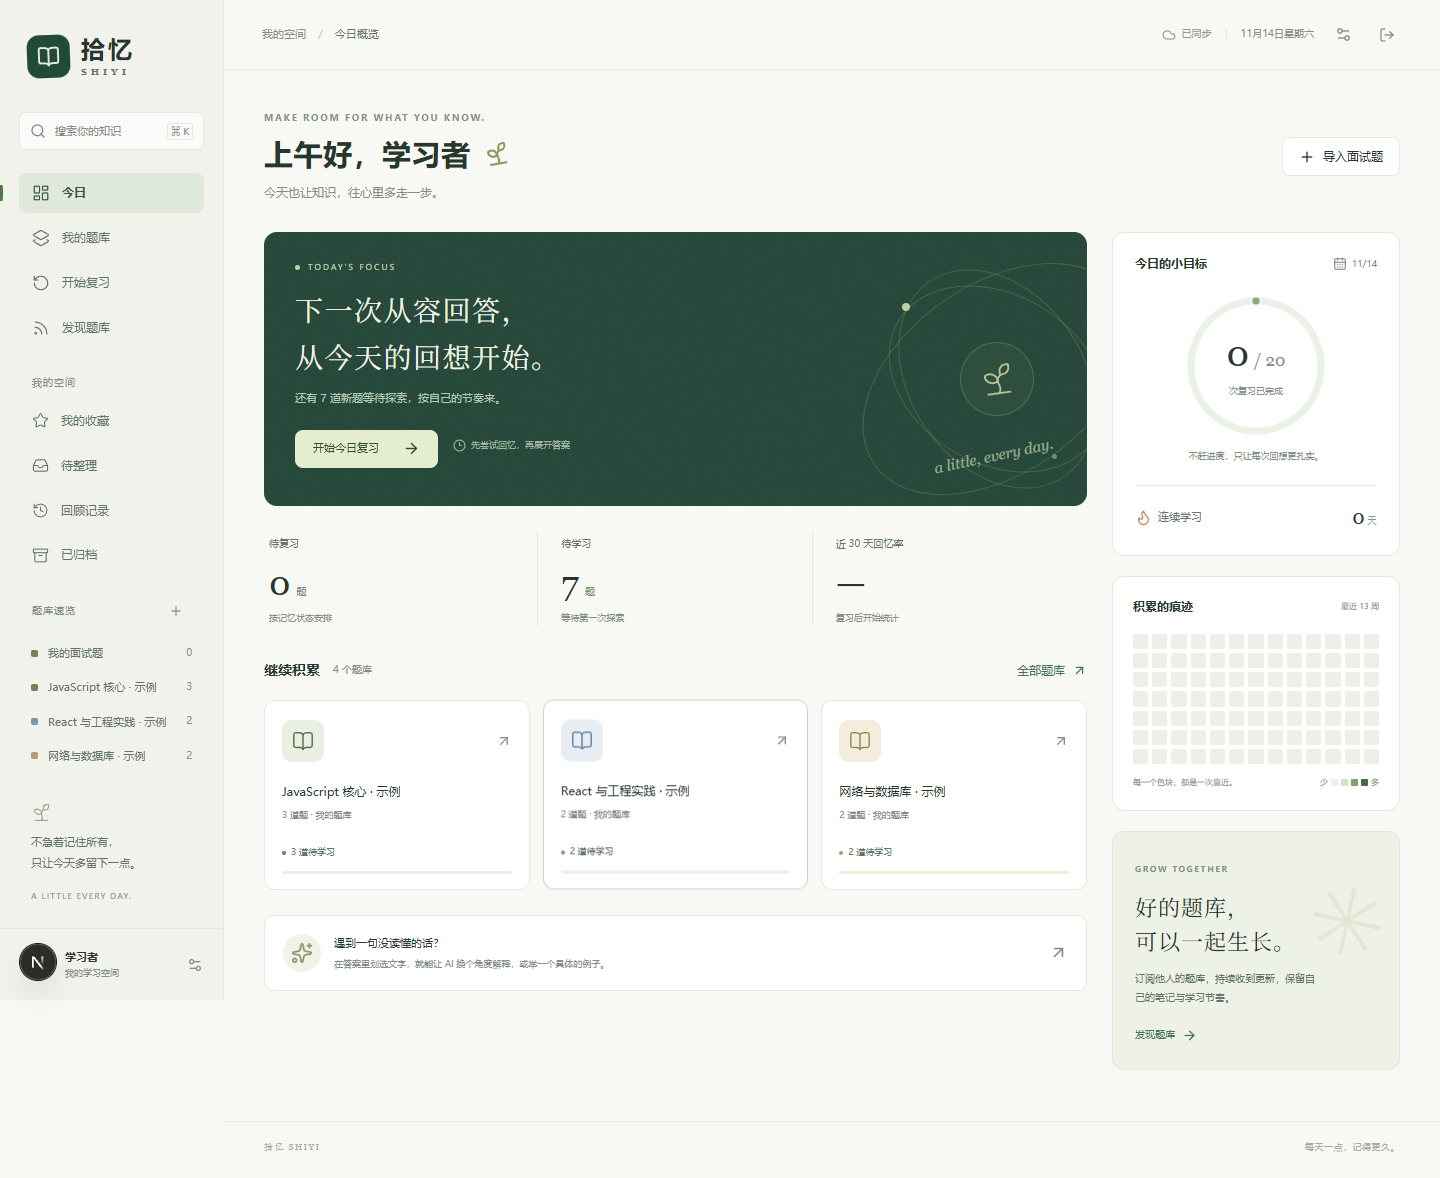 拾忆
SHIYI
搜索你的知识
⌘ K
今日
我的题库
开始复习
发现题库
我的空间
我的收藏
待整理
回顾记录
已归档
题库速览
我的面试题 0
JavaScript 核心 · 示例 3
React 与工程实践 · 示例 2
网络与数据库 · 示例 2
不急着记住所有，
只让今天多留下一点。
A LITTLE EVERY DAY.
N
学习者
我的学习空间
我的空间 / 今日概览
已同步
11月14日星期六
MAKE ROOM FOR WHAT YOU KNOW.
上午好，学习者
今天也让知识，往心里多走一步。
导入面试题
TODAY'S FOCUS
下一次从容回答，
从今天的回想开始。
还有 7 道新题等待探索，按自己的节奏来。
开始今日复习
先尝试回忆，再展开答案
a little, every day.
待复习
0 题
按记忆状态安排
待学习
7 题
等待第一次探索
近 30 天回忆率
—
复习后开始统计
继续积累 4 个题库
全部题库
JavaScript 核心 · 示例
3 道题 · 我的题库
3 道待学习
React 与工程实践 · 示例
2 道题 · 我的题库
2 道待学习
网络与数据库 · 示例
2 道题 · 我的题库
2 道待学习
遇到一句没读懂的话？
在答案里划选文字，就能让 AI 换个角度解释，或举一个具体的例子。
今日的小目标
11/14
0 / 20
次复习已完成
不赶进度，只让每次回想更扎实。
连续学习
0 天
积累的痕迹
最近 13 周
每一个色块，都是一次靠近。
少 多
GROW TOGETHER
好的题库，
可以一起生长。
订阅他人的题库，持续收到更新，保留自
己的笔记与学习节奏。
发现题库
拾忆 SHIYI
每天一点，记得更久。